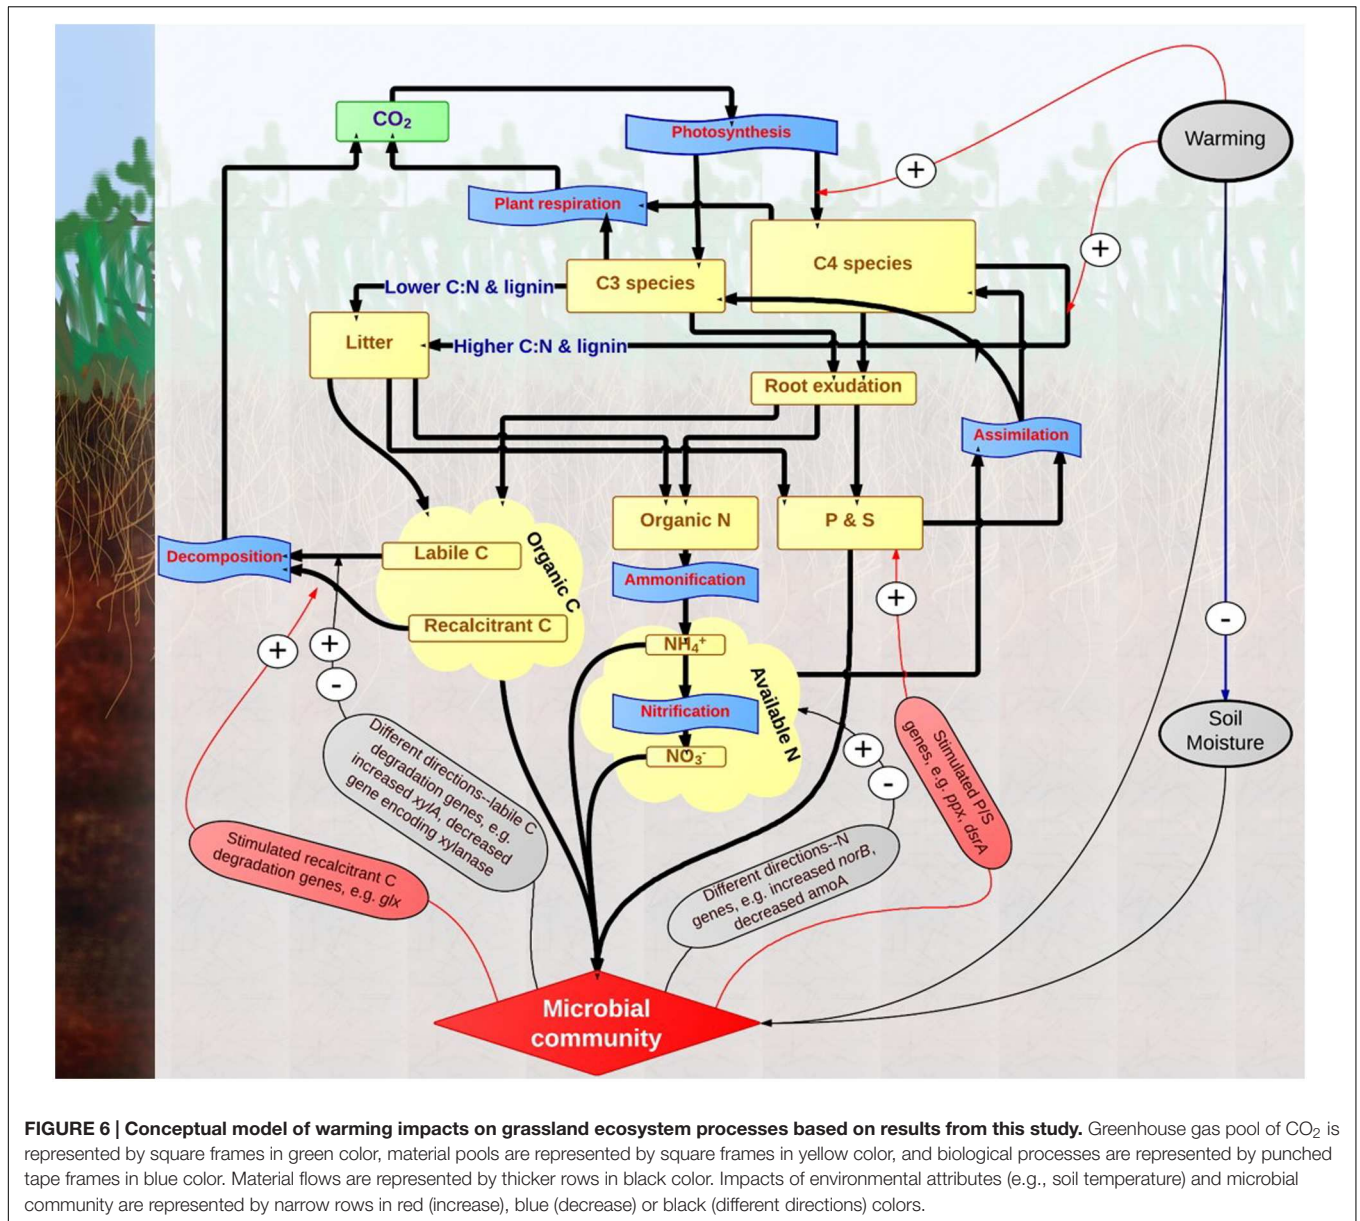 CO₂
Photosynthesis
Warming
+
Plant respiration
+
C4 species
C3 species
Lower C:N & lignin
Litter
Higher C:N & lignin
Root exudation
Assimilation
Organic N
P & S
Labile C
Organic C
Decomposition
Ammonification
Recalcitrant C
+
+
-
+
-
NH₄⁺
Available N
Nitrification
NO₃⁻
+
-
Soil
Moisture
Stimulated P/S
genes, e.g. ppx, dsrA
Different directions--labile C
degradation genes, e.g.
increased xylA, decreased
gene encoding xylanase
Stimulated recalcitrant C
degradation genes, e.g. glx
Different directions--N
genes, e.g. increased norB,
decreased amoA
Microbial
community
FIGURE 6 | Conceptual model of warming impacts on grassland ecosystem processes based on results from this study. Greenhouse gas pool of CO₂ is
represented by square frames in green color, material pools are represented by square frames in yellow color, and biological processes are represented by punched
tape frames in blue color. Material flows are represented by thicker rows in black color. Impacts of environmental attributes (e.g., soil temperature) and microbial
community are represented by narrow rows in red (increase), blue (decrease) or black (different directions) colors.